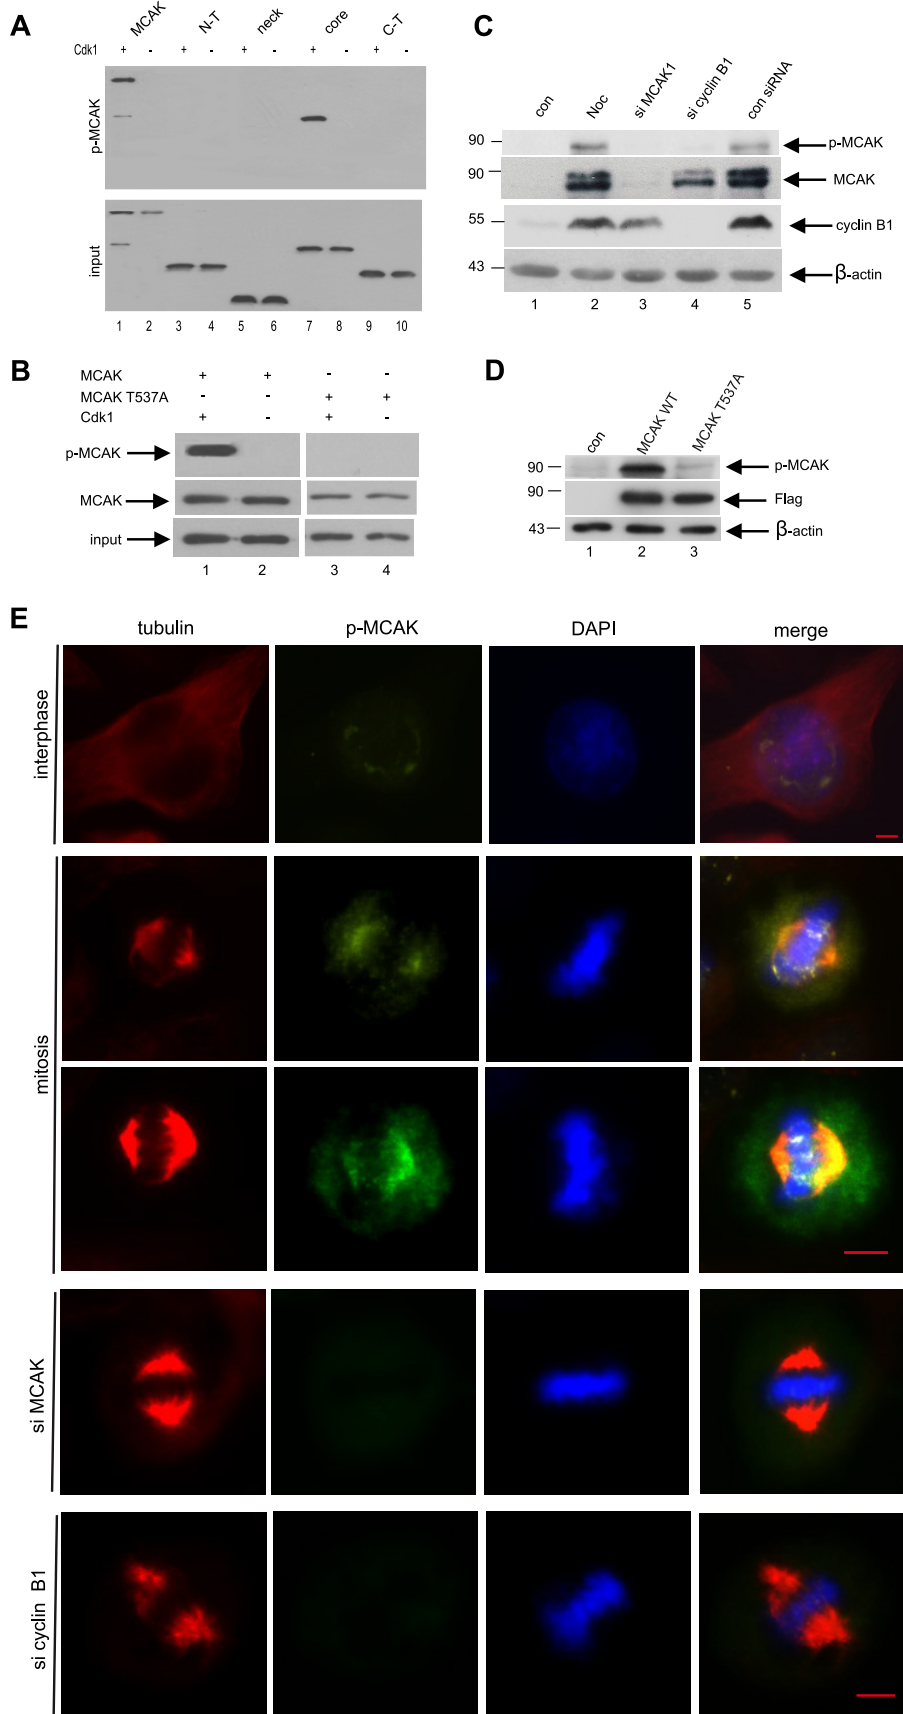 A
MCAK N-T neck core C-T
Cdk1 + - + - + - + - + -
p-MCAK
input
1 2 3 4 5 6 7 8 9 10
B
MCAK + + - -
MCAK T537A - - + +
Cdk1 + - + -
p-MCAK
MCAK
input
1 2 3 4
C
con Noc si MCAK1 si cyclin B1 con siRNA
90 p-MCAK
90 MCAK
55 cyclin B1
43 β-actin
1 2 3 4 5
D
con MCAK WT MCAK T537A
90 p-MCAK
90 Flag
43 β-actin
1 2 3
E
tubulin p-MCAK DAPI merge
interphase
mitosis
si MCAK
si cyclin B1